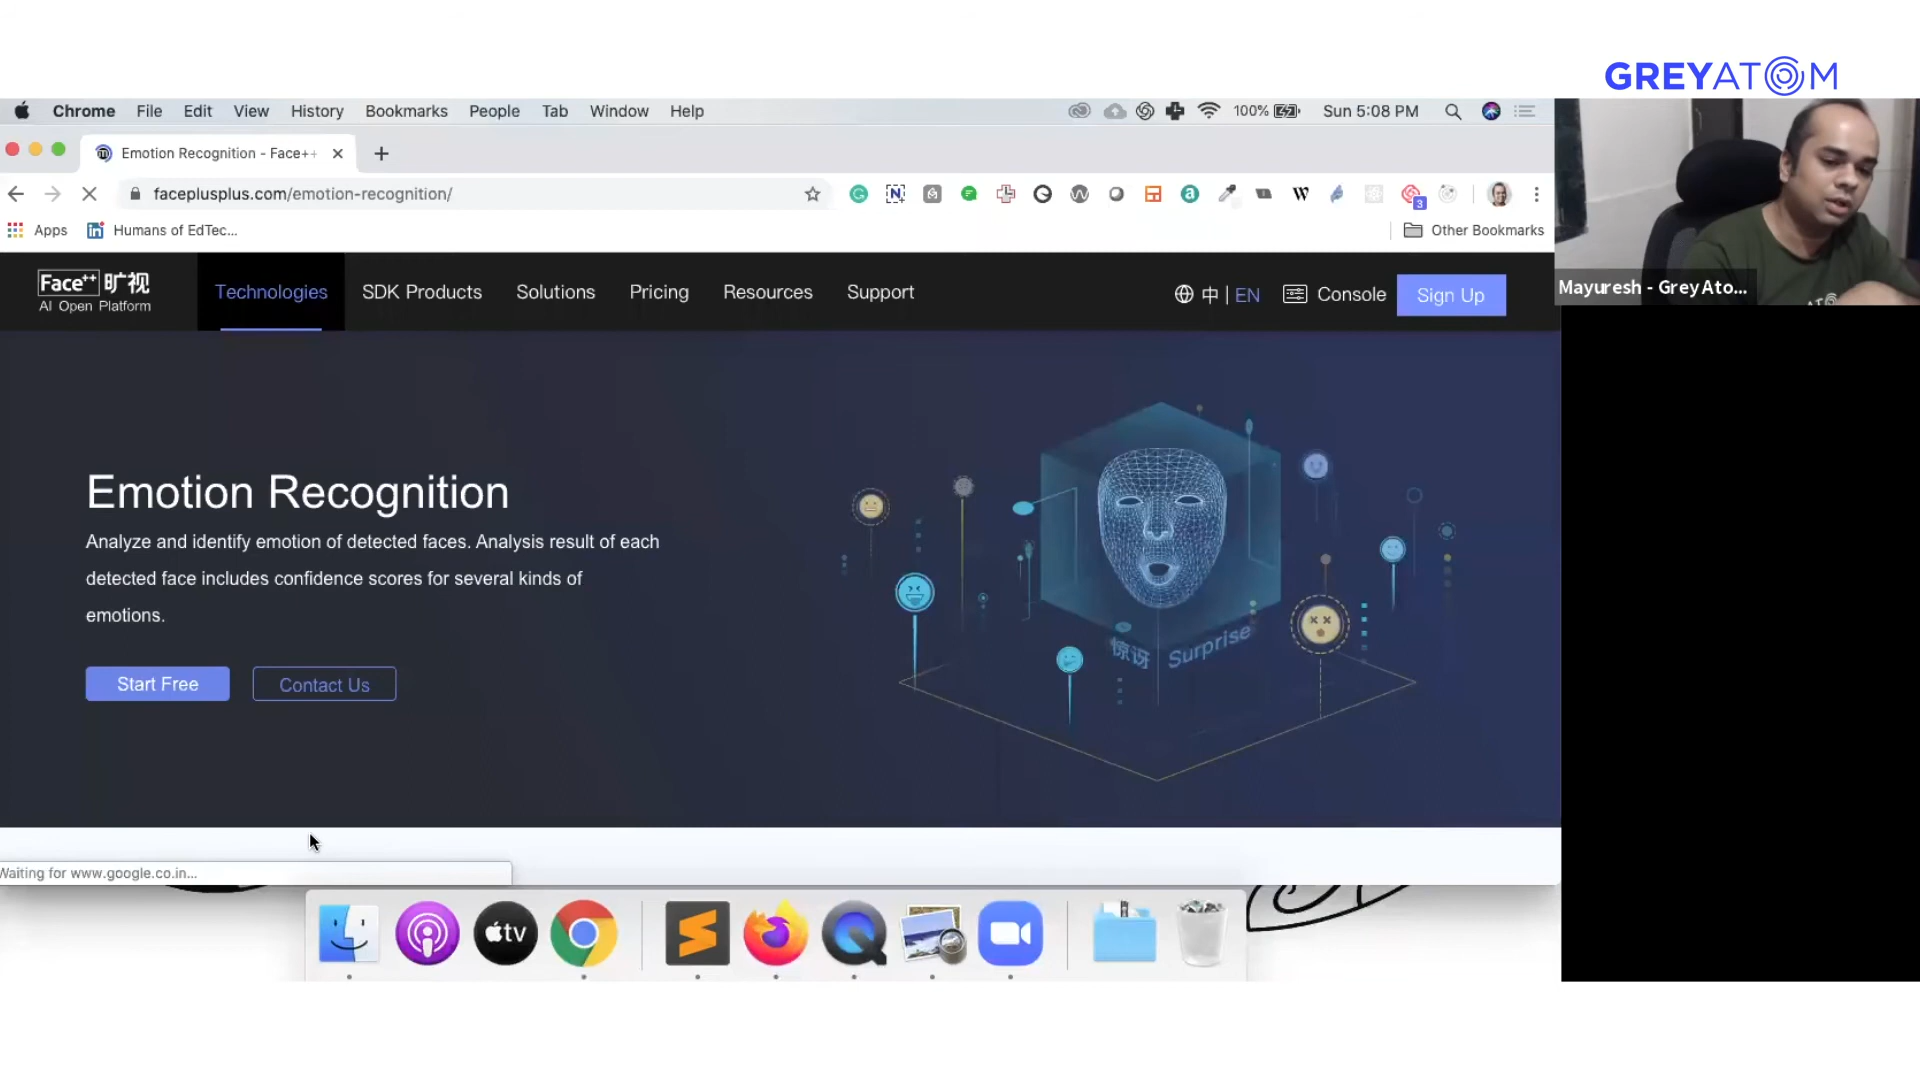 GREYATOM
Chrome File Edit View History Bookmarks People Tab Window Help 100% Sun 5:08 PM
Emotion Recognition - Face++
faceplusplus.com/emotion-recognition/
3
Apps Humans of EdTec... Other Bookmarks
Mayuresh - Grey Ato...
Face++ 旷视
AI Open Platform
Technologies SDK Products Solutions Pricing Resources Support 中 | EN Console Sign Up
Emotion Recognition
Analyze and identify emotion of detected faces. Analysis result of each
detected face includes confidence scores for several kinds of
emotions.
惊讶 Surprise
Start Free Contact Us
Waiting for www.google.co.in...
tv